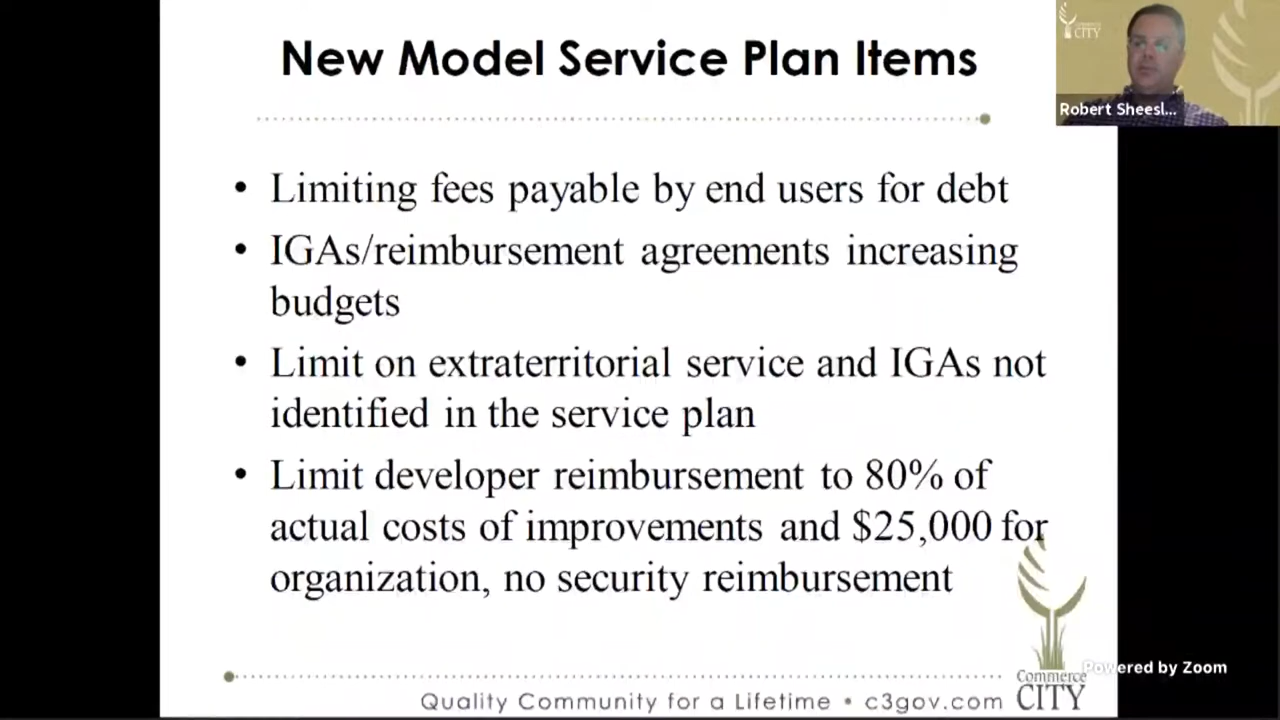 New Model Service Plan Items
COMMERCE
CITY
Robert Sheesl...
• Limiting fees payable by end users for debt
• IGAs/reimbursement agreements increasing
budgets
• Limit on extraterritorial service and IGAs not
identified in the service plan
• Limit developer reimbursement to 80% of
actual costs of improvements and $25,000 for
organization, no security reimbursement
Powered by Zoom
Quality Community for a Lifetime • c3gov.com
Commerce
CITY